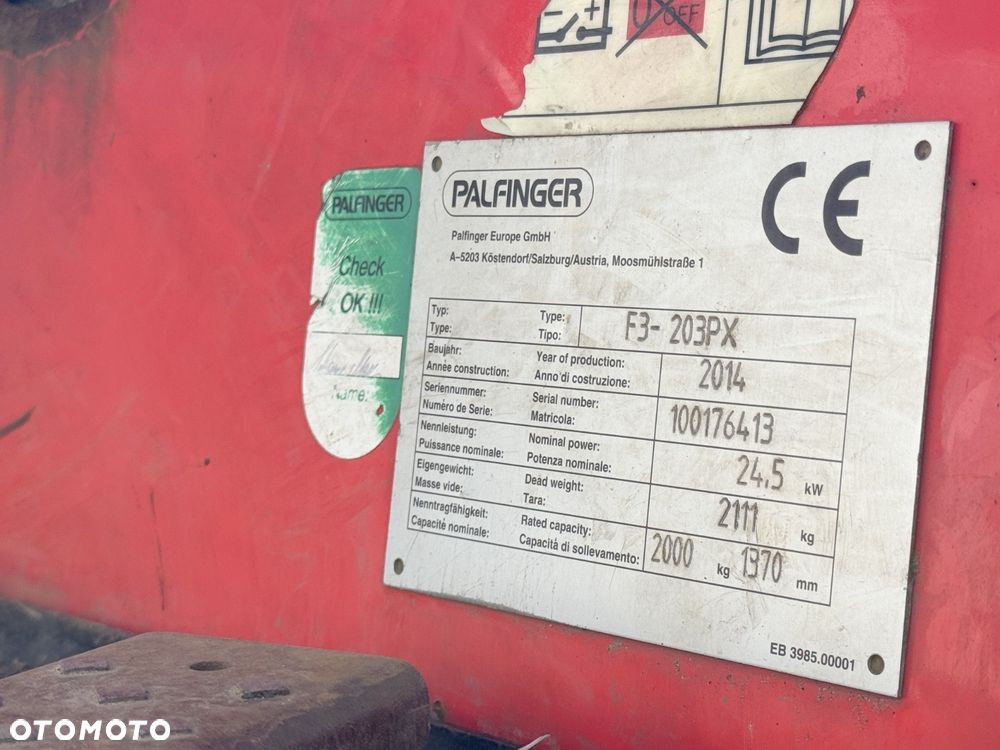 OFF
PALFINGER
Check
OK !!!
Name:
PALFINGER
CE
Palfinger Europe GmbH
A-5203 Köstendorf/Salzburg/Austria, Moosmühlstraße 1
Typ: Type: F3- 203PX
Type: Tipo:
Baujahr: Year of production: 2014
Année construction: Anno di costruzione:
Seriennummer: Serial number: 100176413
Numéro de Serie: Matricola:
Nennleistung: Nominal power: 24.5 kW
Puissance nominale: Potenza nominale:
Eigengewicht: Dead weight: 2111 kg
Masse vide: Tara:
Nenntragfähigkeit: Rated capacity: 2000 kg 1370 mm
Capacité nominale: Capacità di sollevamento:
EB 3985.00001
OTOMOTO